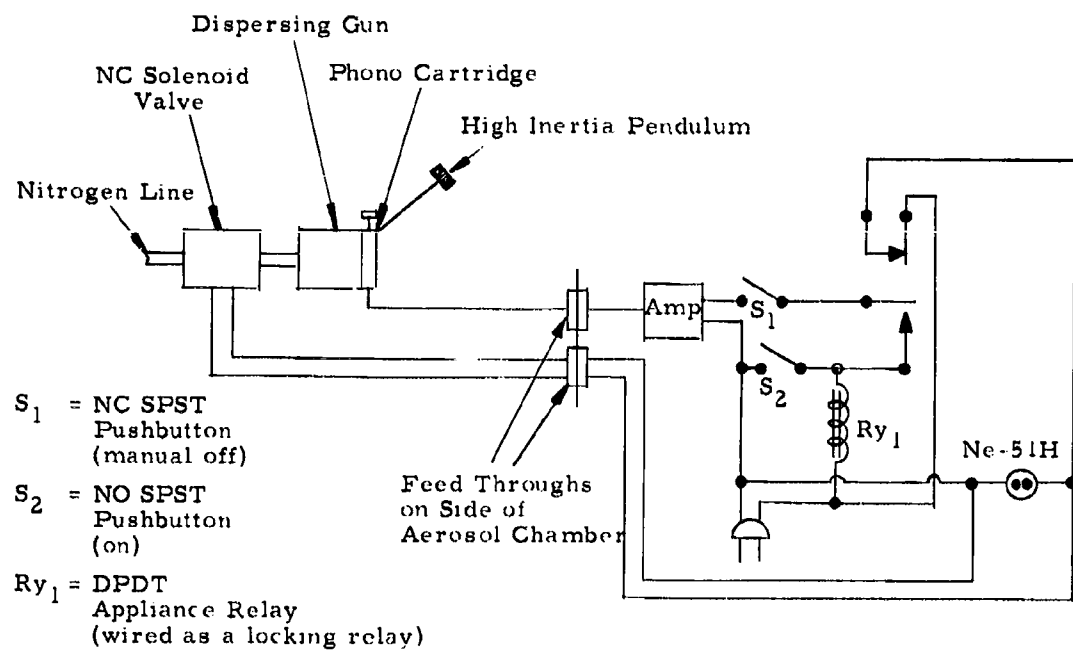 Dispersing Gun
NC Solenoid
Valve
Phono Cartridge
High Inertia Pendulum
Nitrogen Line
Amp
S1
S2
Ry1
Ne-51H
Feed Throughs
on Side of
Aerosol Chamber
S1 = NC SPST
Pushbutton
(manual off)
S2 = NO SPST
Pushbutton
(on)
Ry1 = DPDT
Appliance Relay
(wired as a locking relay)